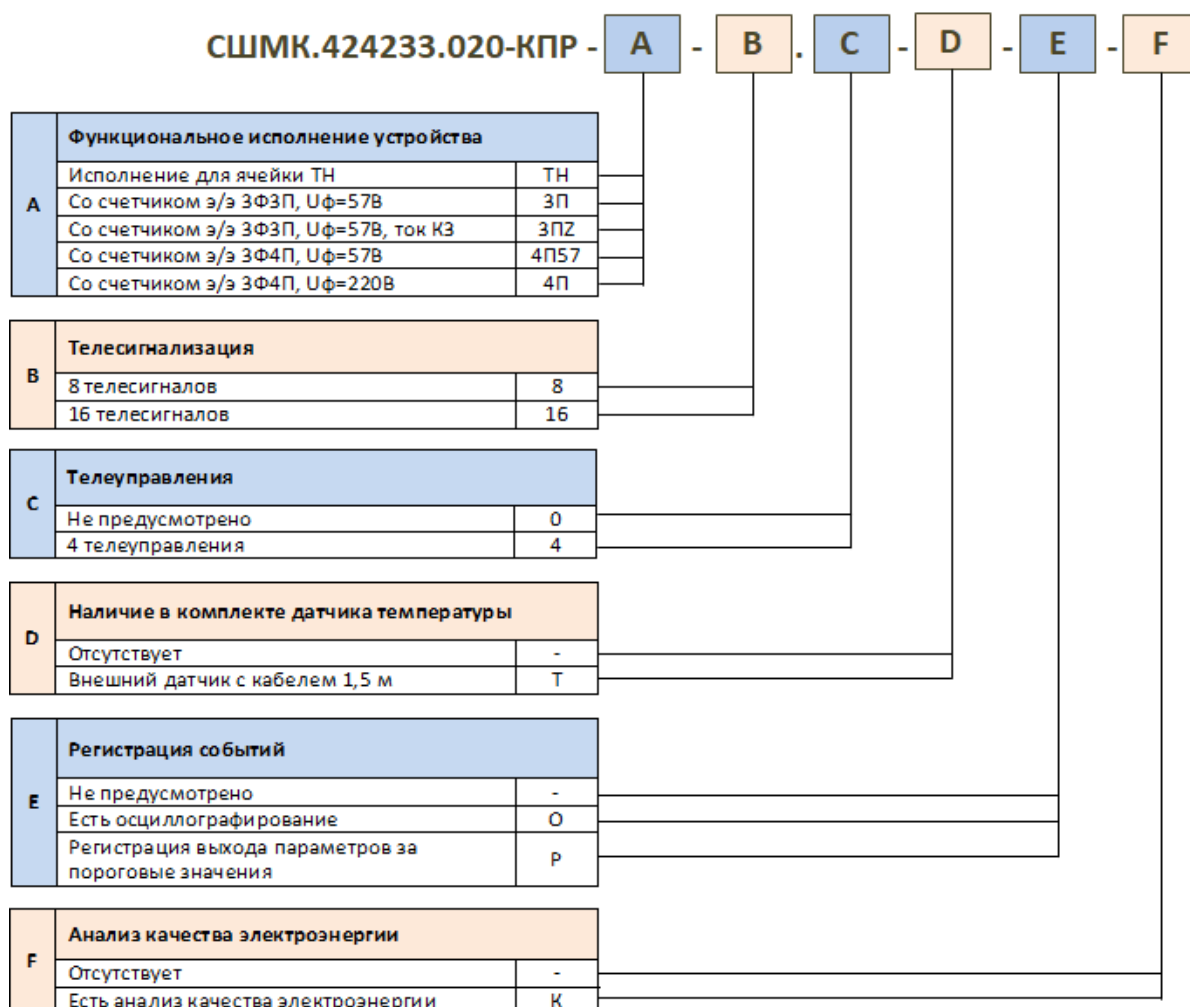 СШМК.424233.020-КПР - A - B . C - D - E - F
Функциональное исполнение устройства
Исполнение для ячейки ТН ТН
A
Со счетчиком э/э 3Ф3П, Uф=57В 3П
Со счетчиком э/э 3Ф3П, Uф=57В, ток КЗ 3ПZ
Со счетчиком э/э 3Ф4П, Uф=57В 4П57
Со счетчиком э/э 3Ф4П, Uф=220В 4П
Телесигнализация
B
8 телесигналов 8
16 телесигналов 16
Телеуправления
C
Не предусмотрено 0
4 телеуправления 4
Наличие в комплекте датчика температуры
D
Отсутствует -
Внешний датчик с кабелем 1,5 м Т
Регистрация событий
E
Не предусмотрено -
Есть осциллографирование О
Регистрация выхода параметров за
пороговые значения Р
Анализ качества электроэнергии
F
Отсутствует -
Есть анализ качества электроэнергии К